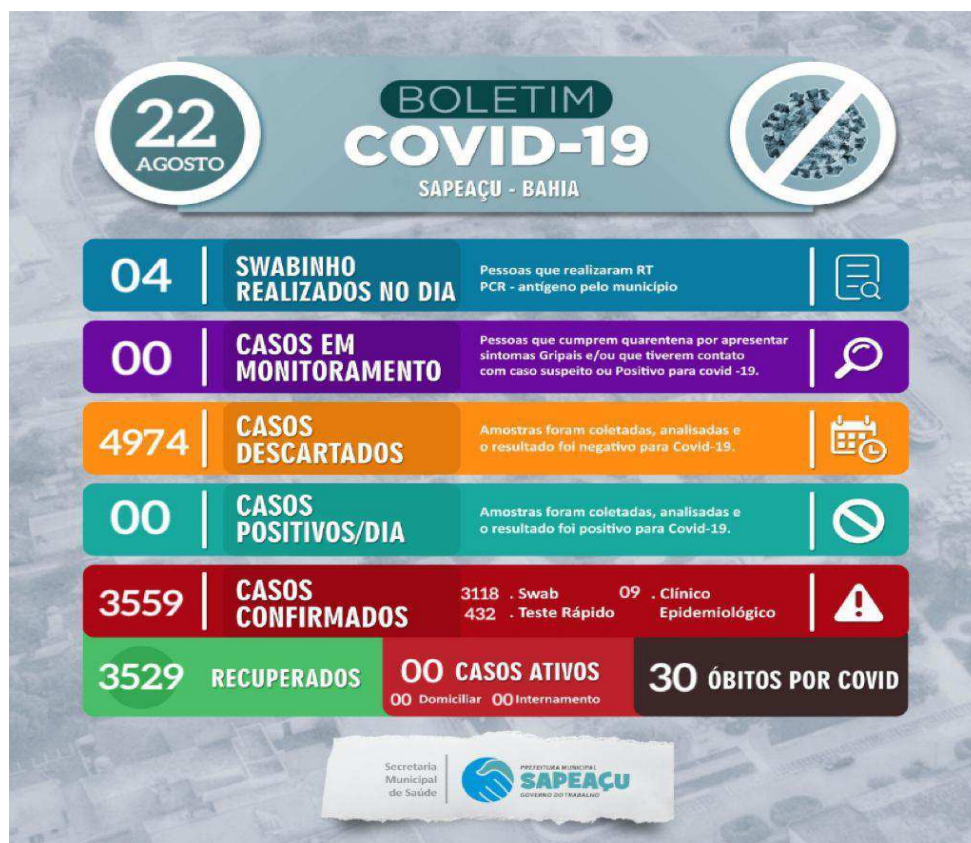 22
AGOSTO
BOLETIM
COVID-19
SAPEAÇU - BAHIA
04
SWABINHO
REALIZADOS NO DIA
Pessoas que realizaram RT
PCR - antígeno pelo município
00
CASOS EM
MONITORAMENTO
Pessoas que cumprem quarentena por apresentar
sintomas Gripais e/ou que tiverem contato
com caso suspeito ou Positivo para covid -19.
4974
CASOS
DESCARTADOS
Amostras foram coletadas, analisadas e
o resultado foi negativo para Covid-19.
00
CASOS
POSITIVOS/DIA
Amostras foram coletadas, analisadas e
o resultado foi positivo para Covid-19.
3559
CASOS
CONFIRMADOS
3118 . Swab
432 . Teste Rápido
09 . Clínico
Epidemiológico
3529 RECUPERADOS
00 CASOS ATIVOS
00 Domiciliar 00 Internamento
30 ÓBITOS POR COVID
Secretaria
Municipal
de Saúde
PREFEITURA MUNICIPAL
SAPEAÇU
GOVERNO DO TRABALHO